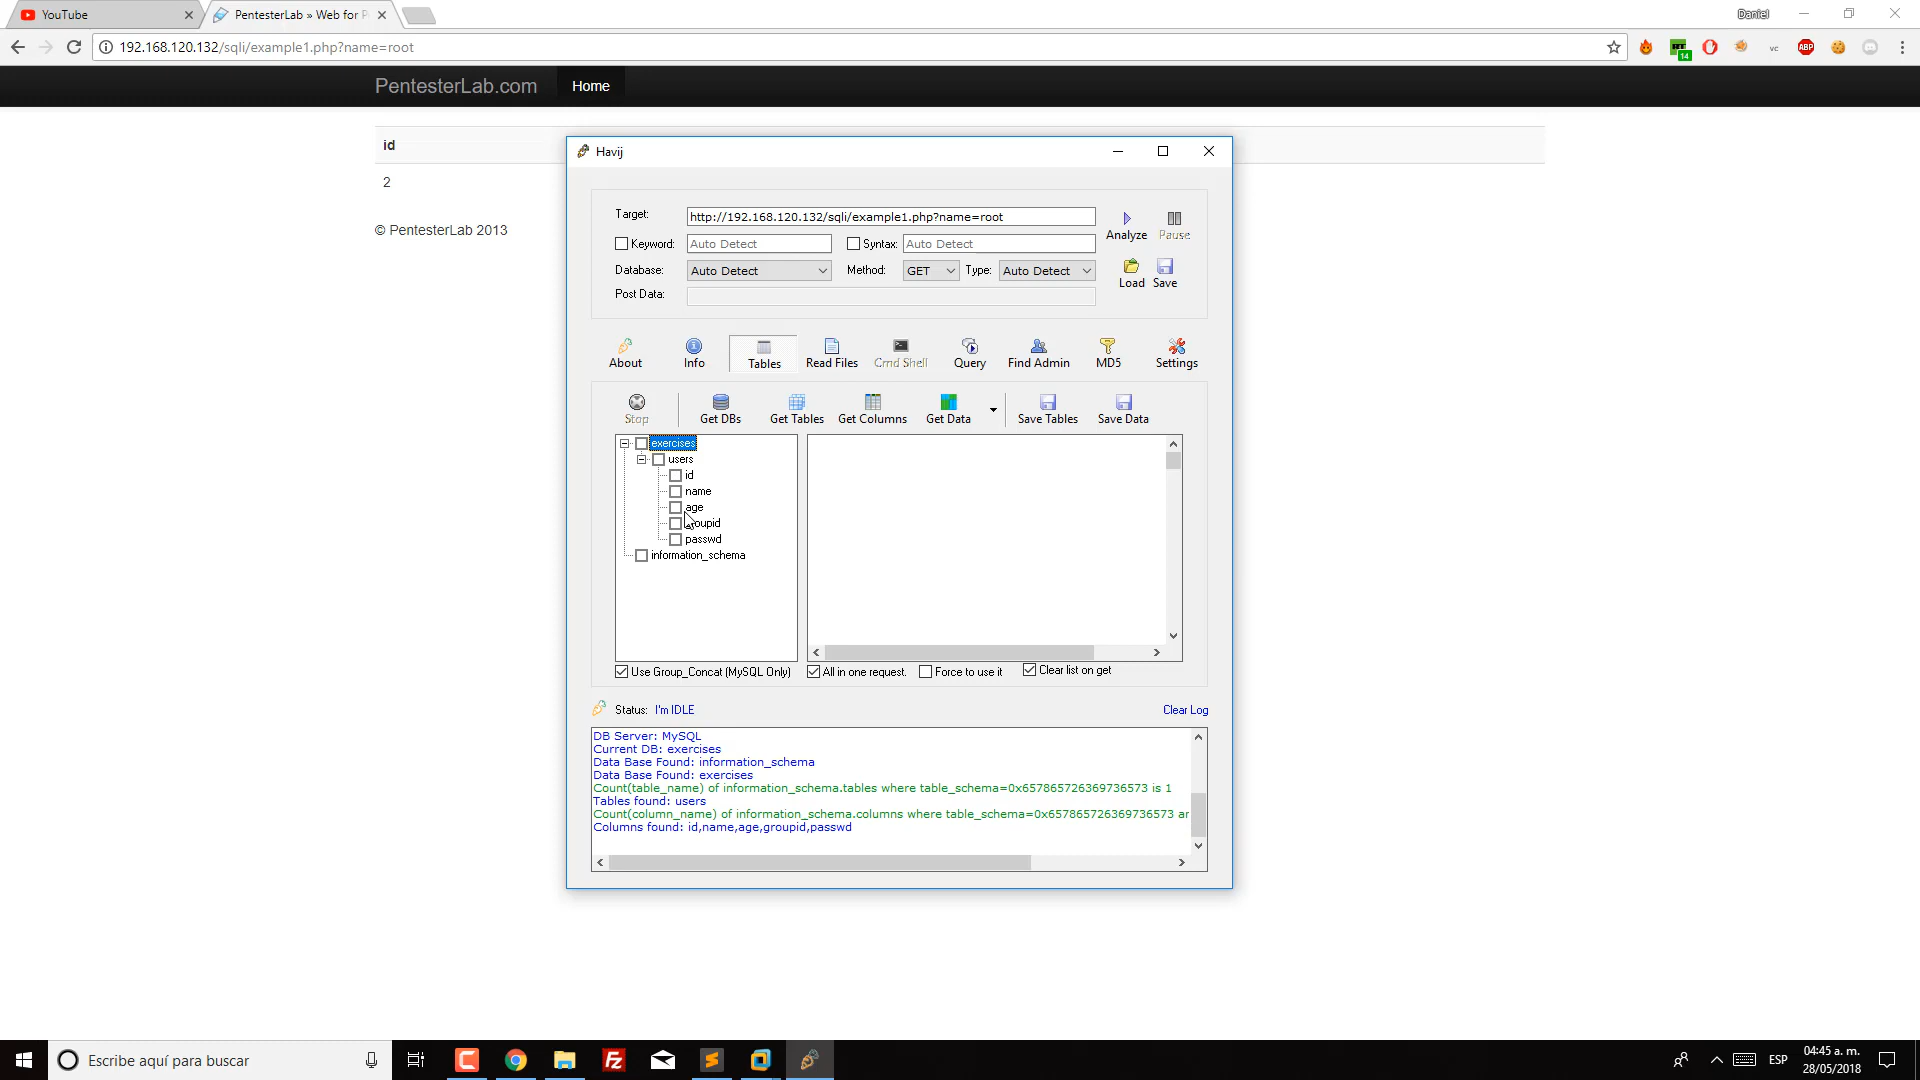 YouTube
PentesterLab » Web for P
Daniel
192.168.120.132/sqli/example1.php?name=root
14
vc
ABP
PentesterLab.com
Home
id
2
© PentesterLab 2013
Havij
Target:
http://192.168.120.132/sqli/example1.php?name=root
Analyze
Pause
Keyword:
Auto Detect
Syntax:
Auto Detect
Database:
Auto Detect
Method:
GET
Type:
Auto Detect
Load
Save
Post Data:
About
Info
Tables
Read Files
Cmd Shell
Query
Find Admin
MD5
Settings
Stop
Get DBs
Get Tables
Get Columns
Get Data
Save Tables
Save Data
exercises
users
id
name
age
passwd
information_schema
Use Group_Concat (MySQL Only)
All in one request.
Force to use it
Clear list on get
Status: I'm IDLE
Clear Log
DB Server: MySQL
Current DB: exercises
Data Base Found: information_schema
Data Base Found: exercises
Count(table_name) of information_schema.tables where table_schema=0x657865726369736573 is 1
Tables found: users
Count(column_name) of information_schema.columns where table_schema=0x657865726369736573 ar
Columns found: id,name,age,groupid,passwd
Escribe aquí para buscar
ESP
04:45 a. m.
28/05/2018